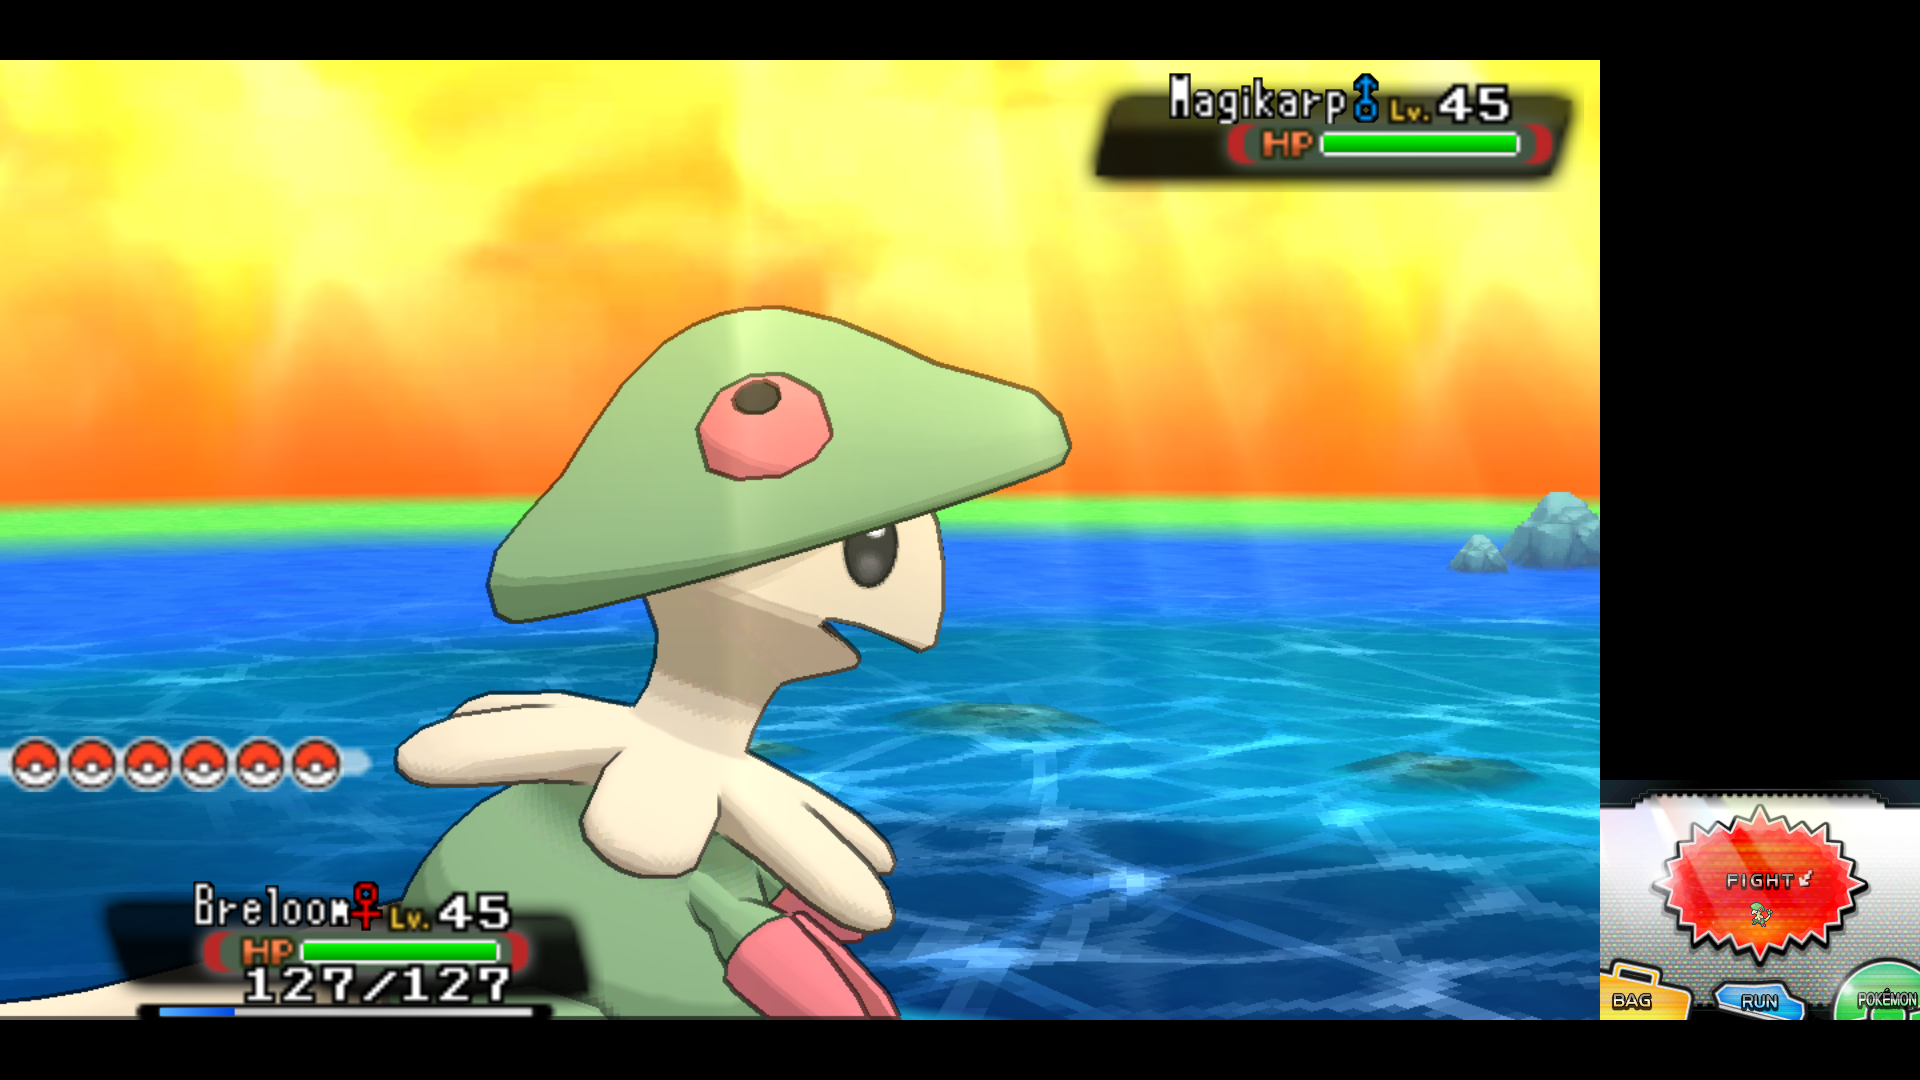 Magikarp♂ Lv.45
HP
Breloom♀ Lv.45
HP
127/127
FIGHT
BAG
RUN
POKÉMON